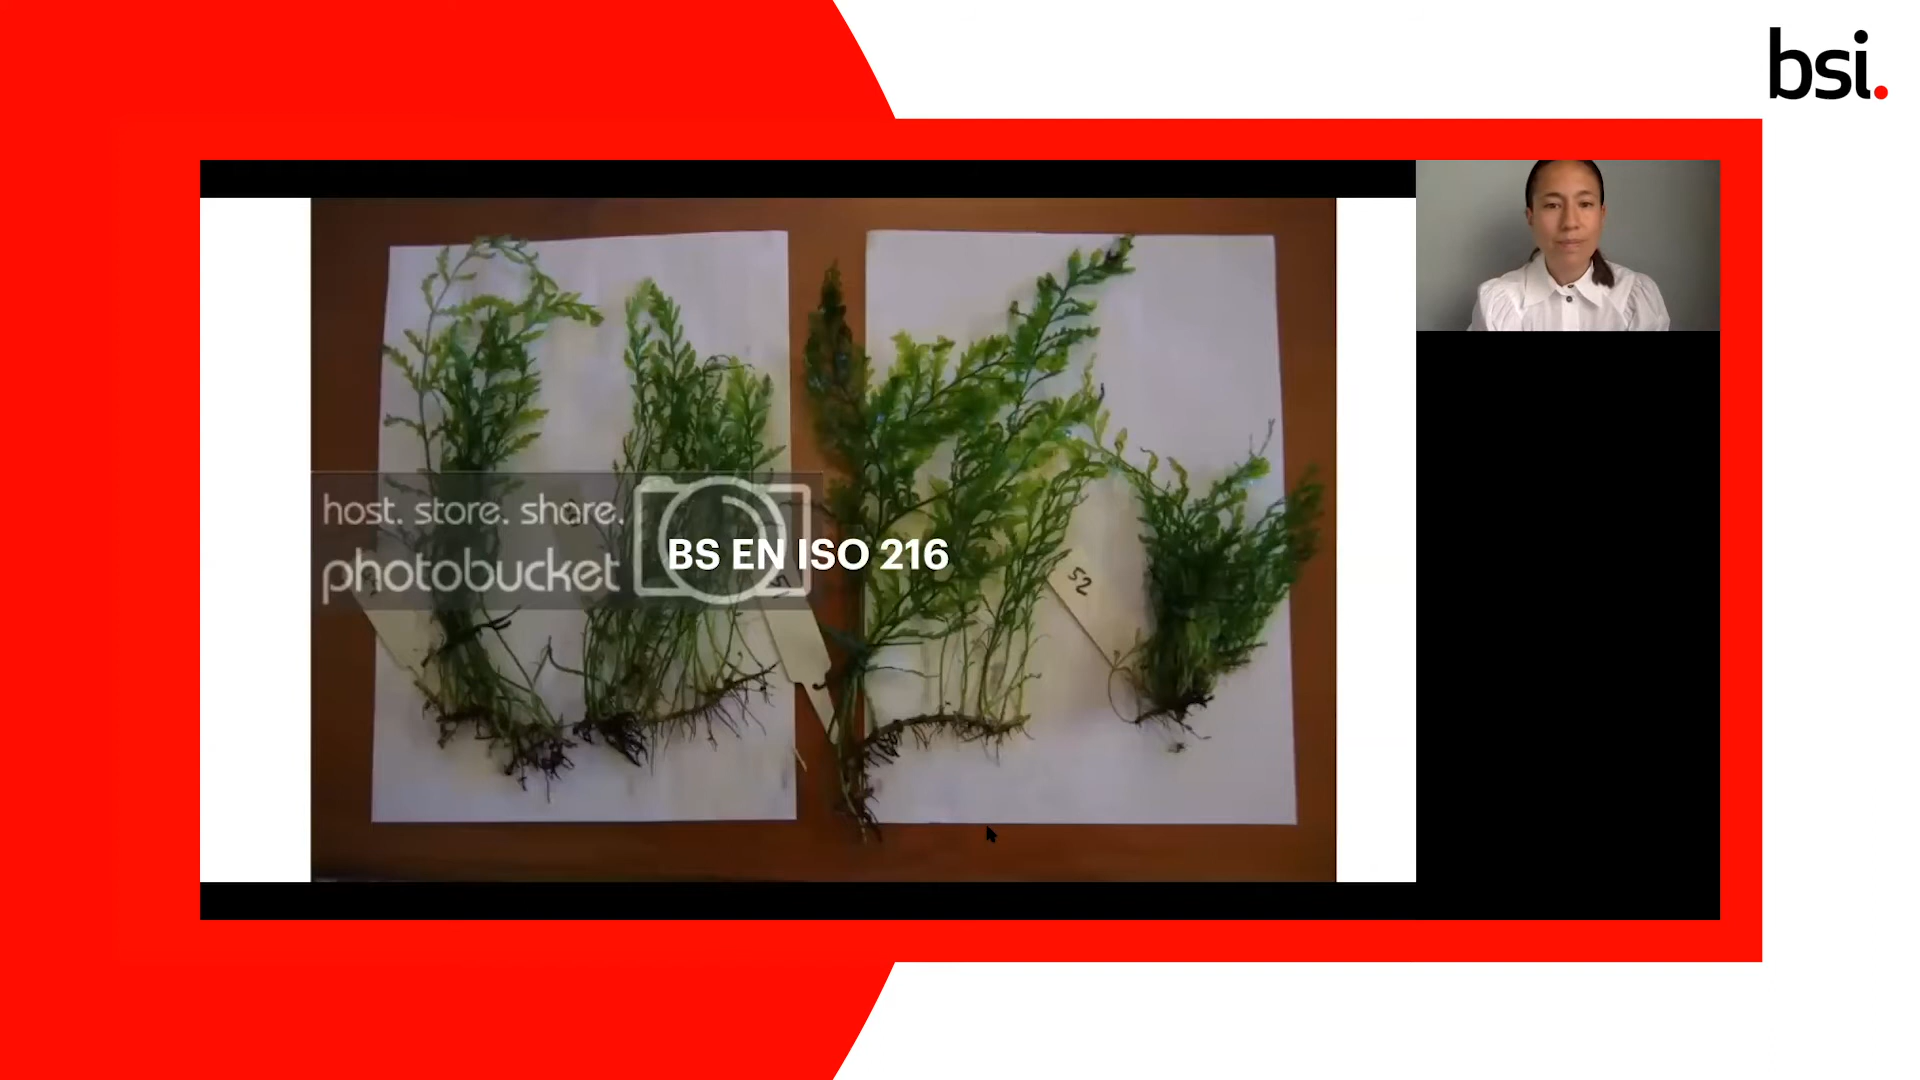 bsi.
host. store. share.
photobucket
BS EN ISO 216
52